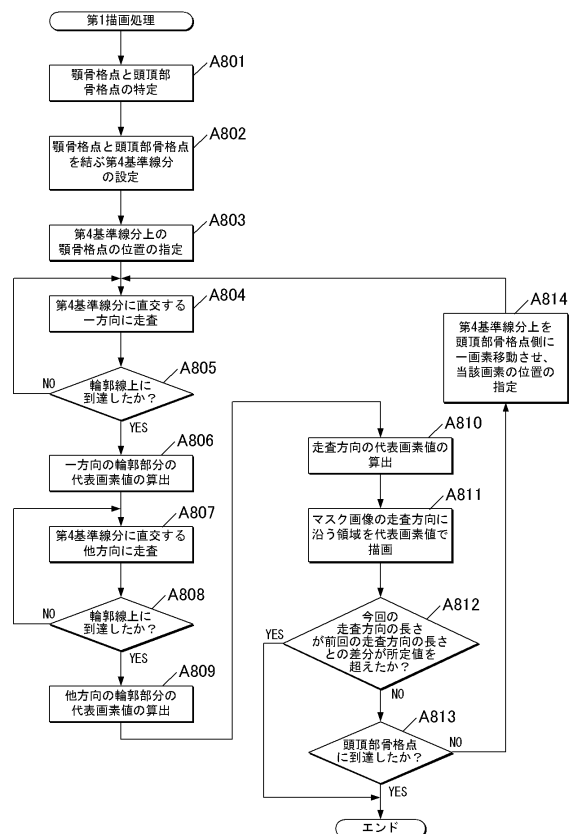 第1描画処理
A801
顎骨格点と頭頂部
骨格点の特定
A802
顎骨格点と頭頂部骨格点
を結ぶ第4基準線分
の設定
A803
第4基準線分上の
顎骨格点の位置の指定
A804
第4基準線分に直交する
一方向に走査
A805
輪郭線上に
到達したか？
NO
YES
A806
一方向の輪郭部分の
代表画素値の算出
A807
第4基準線分に直交する
他方向に走査
A808
輪郭線上に
到達したか？
NO
YES
A809
他方向の輪郭部分の
代表画素値の算出
A810
走査方向の代表画素値の
算出
A811
マスク画像の走査方向に
沿う領域を代表画素値で
描画
A812
今回の
走査方向の長さ
が前回の走査方向の長さ
との差分が所定値を
超えたか？
YES
NO
A813
頭頂部骨格点
に到達したか？
NO
YES
A814
第4基準線分上を
頭頂部骨格点側に
一画素移動させ、
当該画素の位置の
指定
エンド